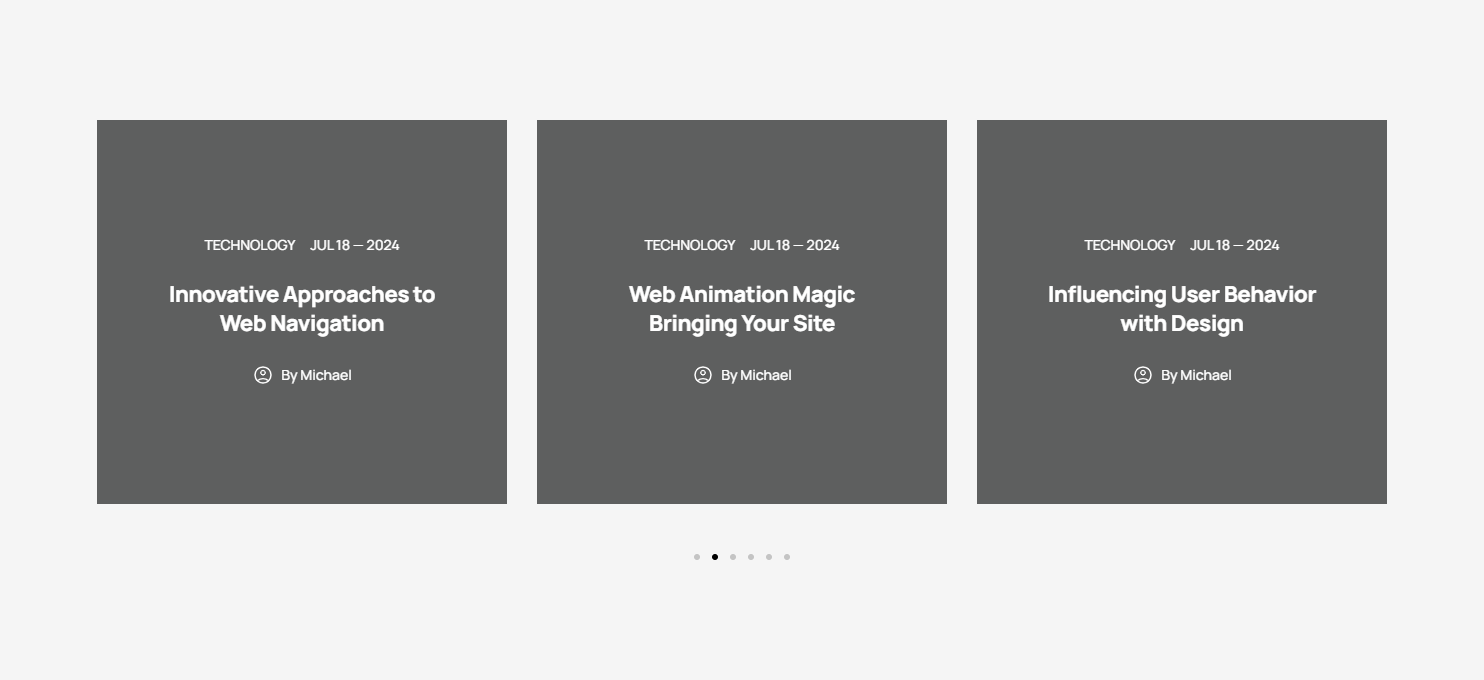 TECHNOLOGY JUL 18 — 2024
Innovative Approaches to
Web Navigation
By Michael
TECHNOLOGY JUL 18 — 2024
Web Animation Magic
Bringing Your Site
By Michael
TECHNOLOGY JUL 18 — 2024
Influencing User Behavior
with Design
By Michael